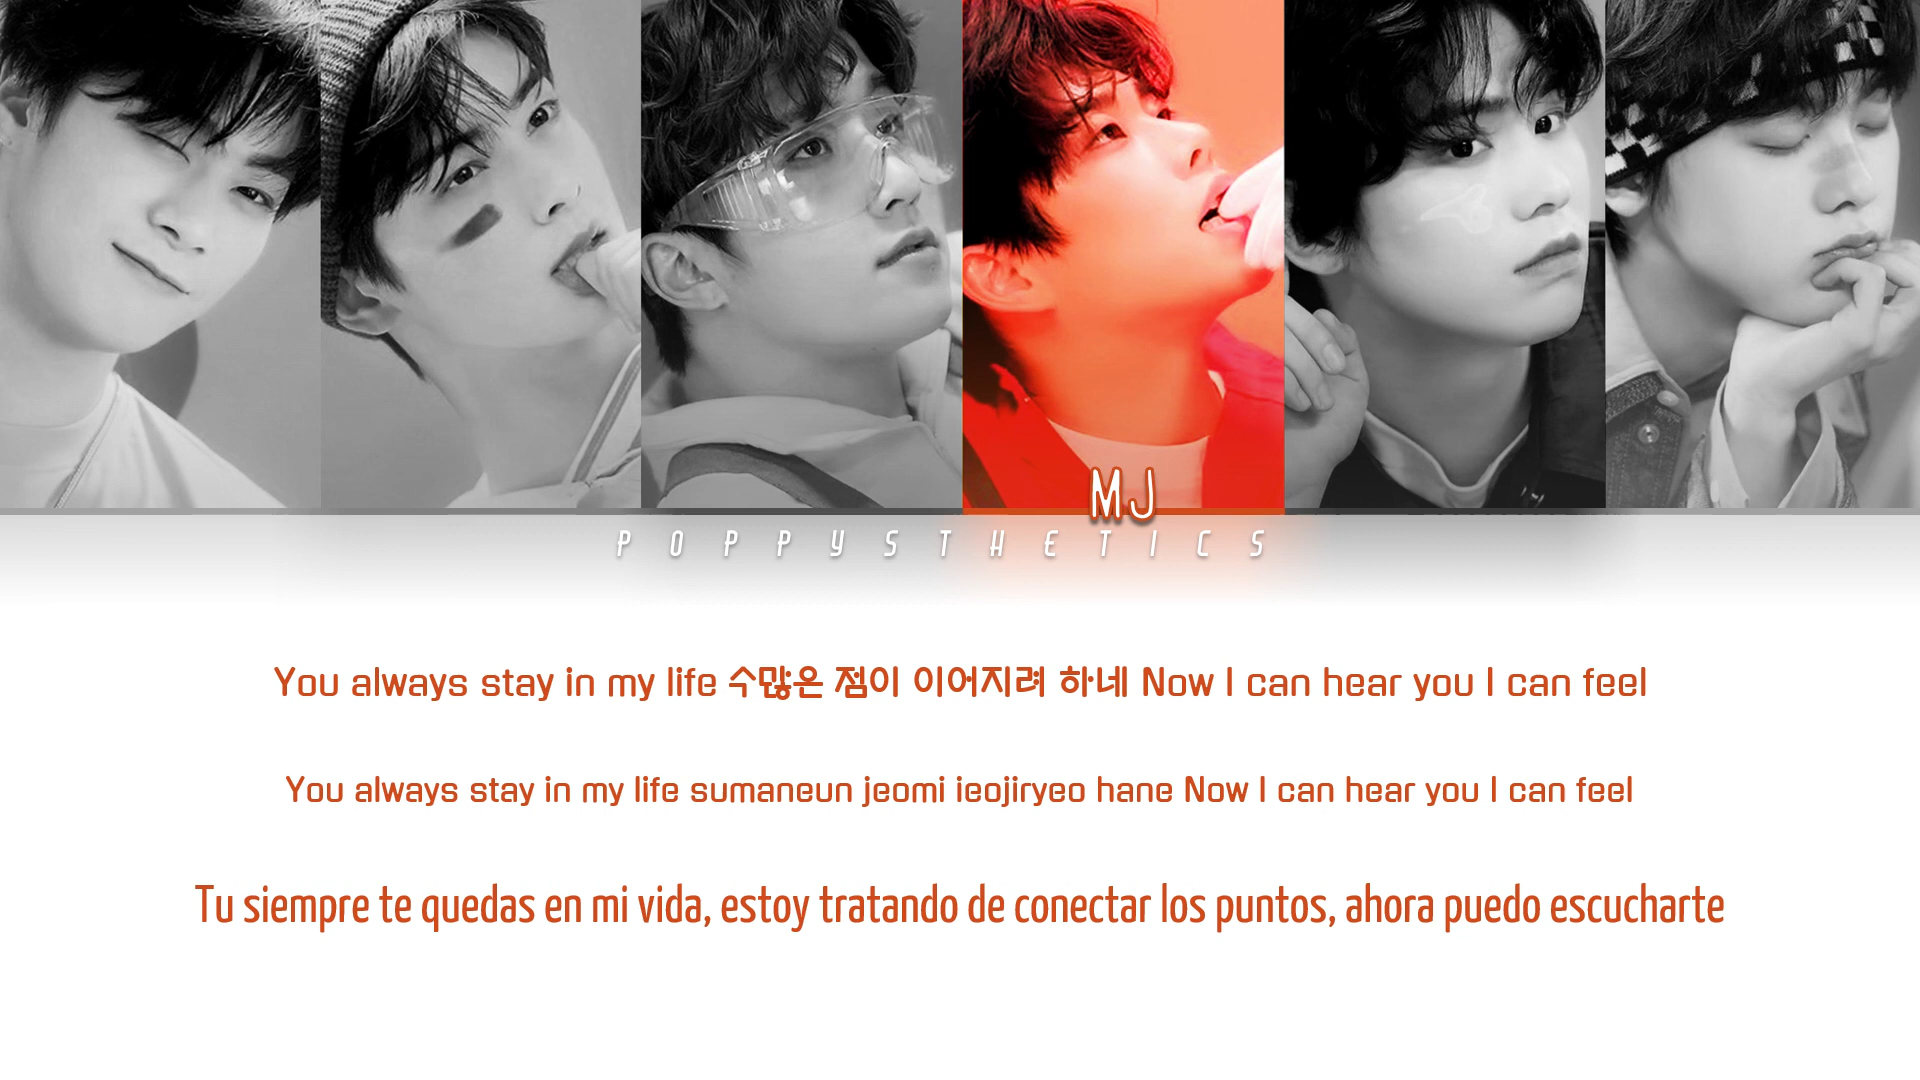 MJ
POPPYSTHETICS
You always stay in my life 수많은 점이 이어지려 하네 Now I can hear you I can feel
You always stay in my life sumaneun jeomi ieojiryeo hane Now I can hear you I can feel
Tu siempre te quedas en mi vida, estoy tratando de conectar los puntos, ahora puedo escucharte